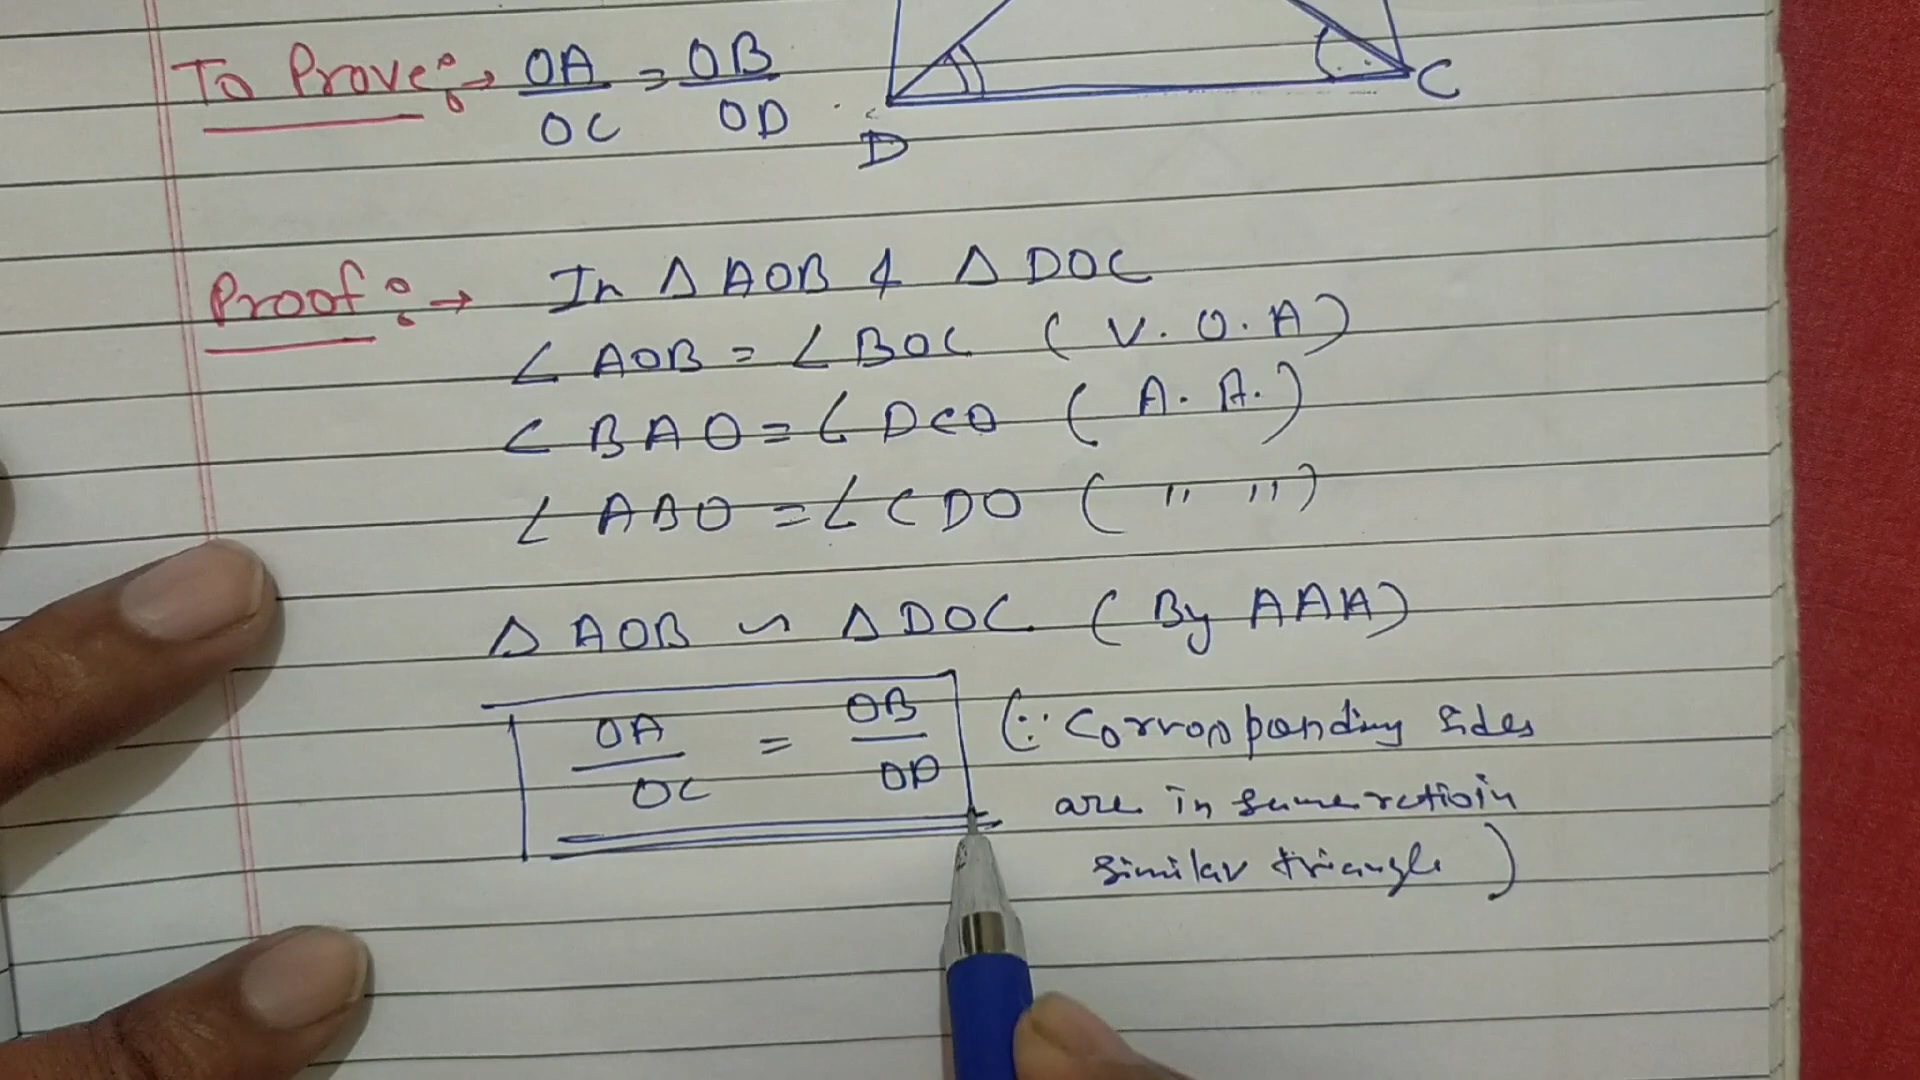 To Prove:→ OA/OC = OB/OD
C
D
Proof:→ In Δ AOB & Δ DOC
∠ AOB = ∠ BOC (V.O.A)
∠ BAO = ∠ DCO (A.A.)
∠ ABO = ∠ CDO ( " " )
Δ AOB ~ Δ DOC (By AAA)
OA/OC = OB/OD (∵ Corrosponding sides
are in same ratio in
similar triangle)